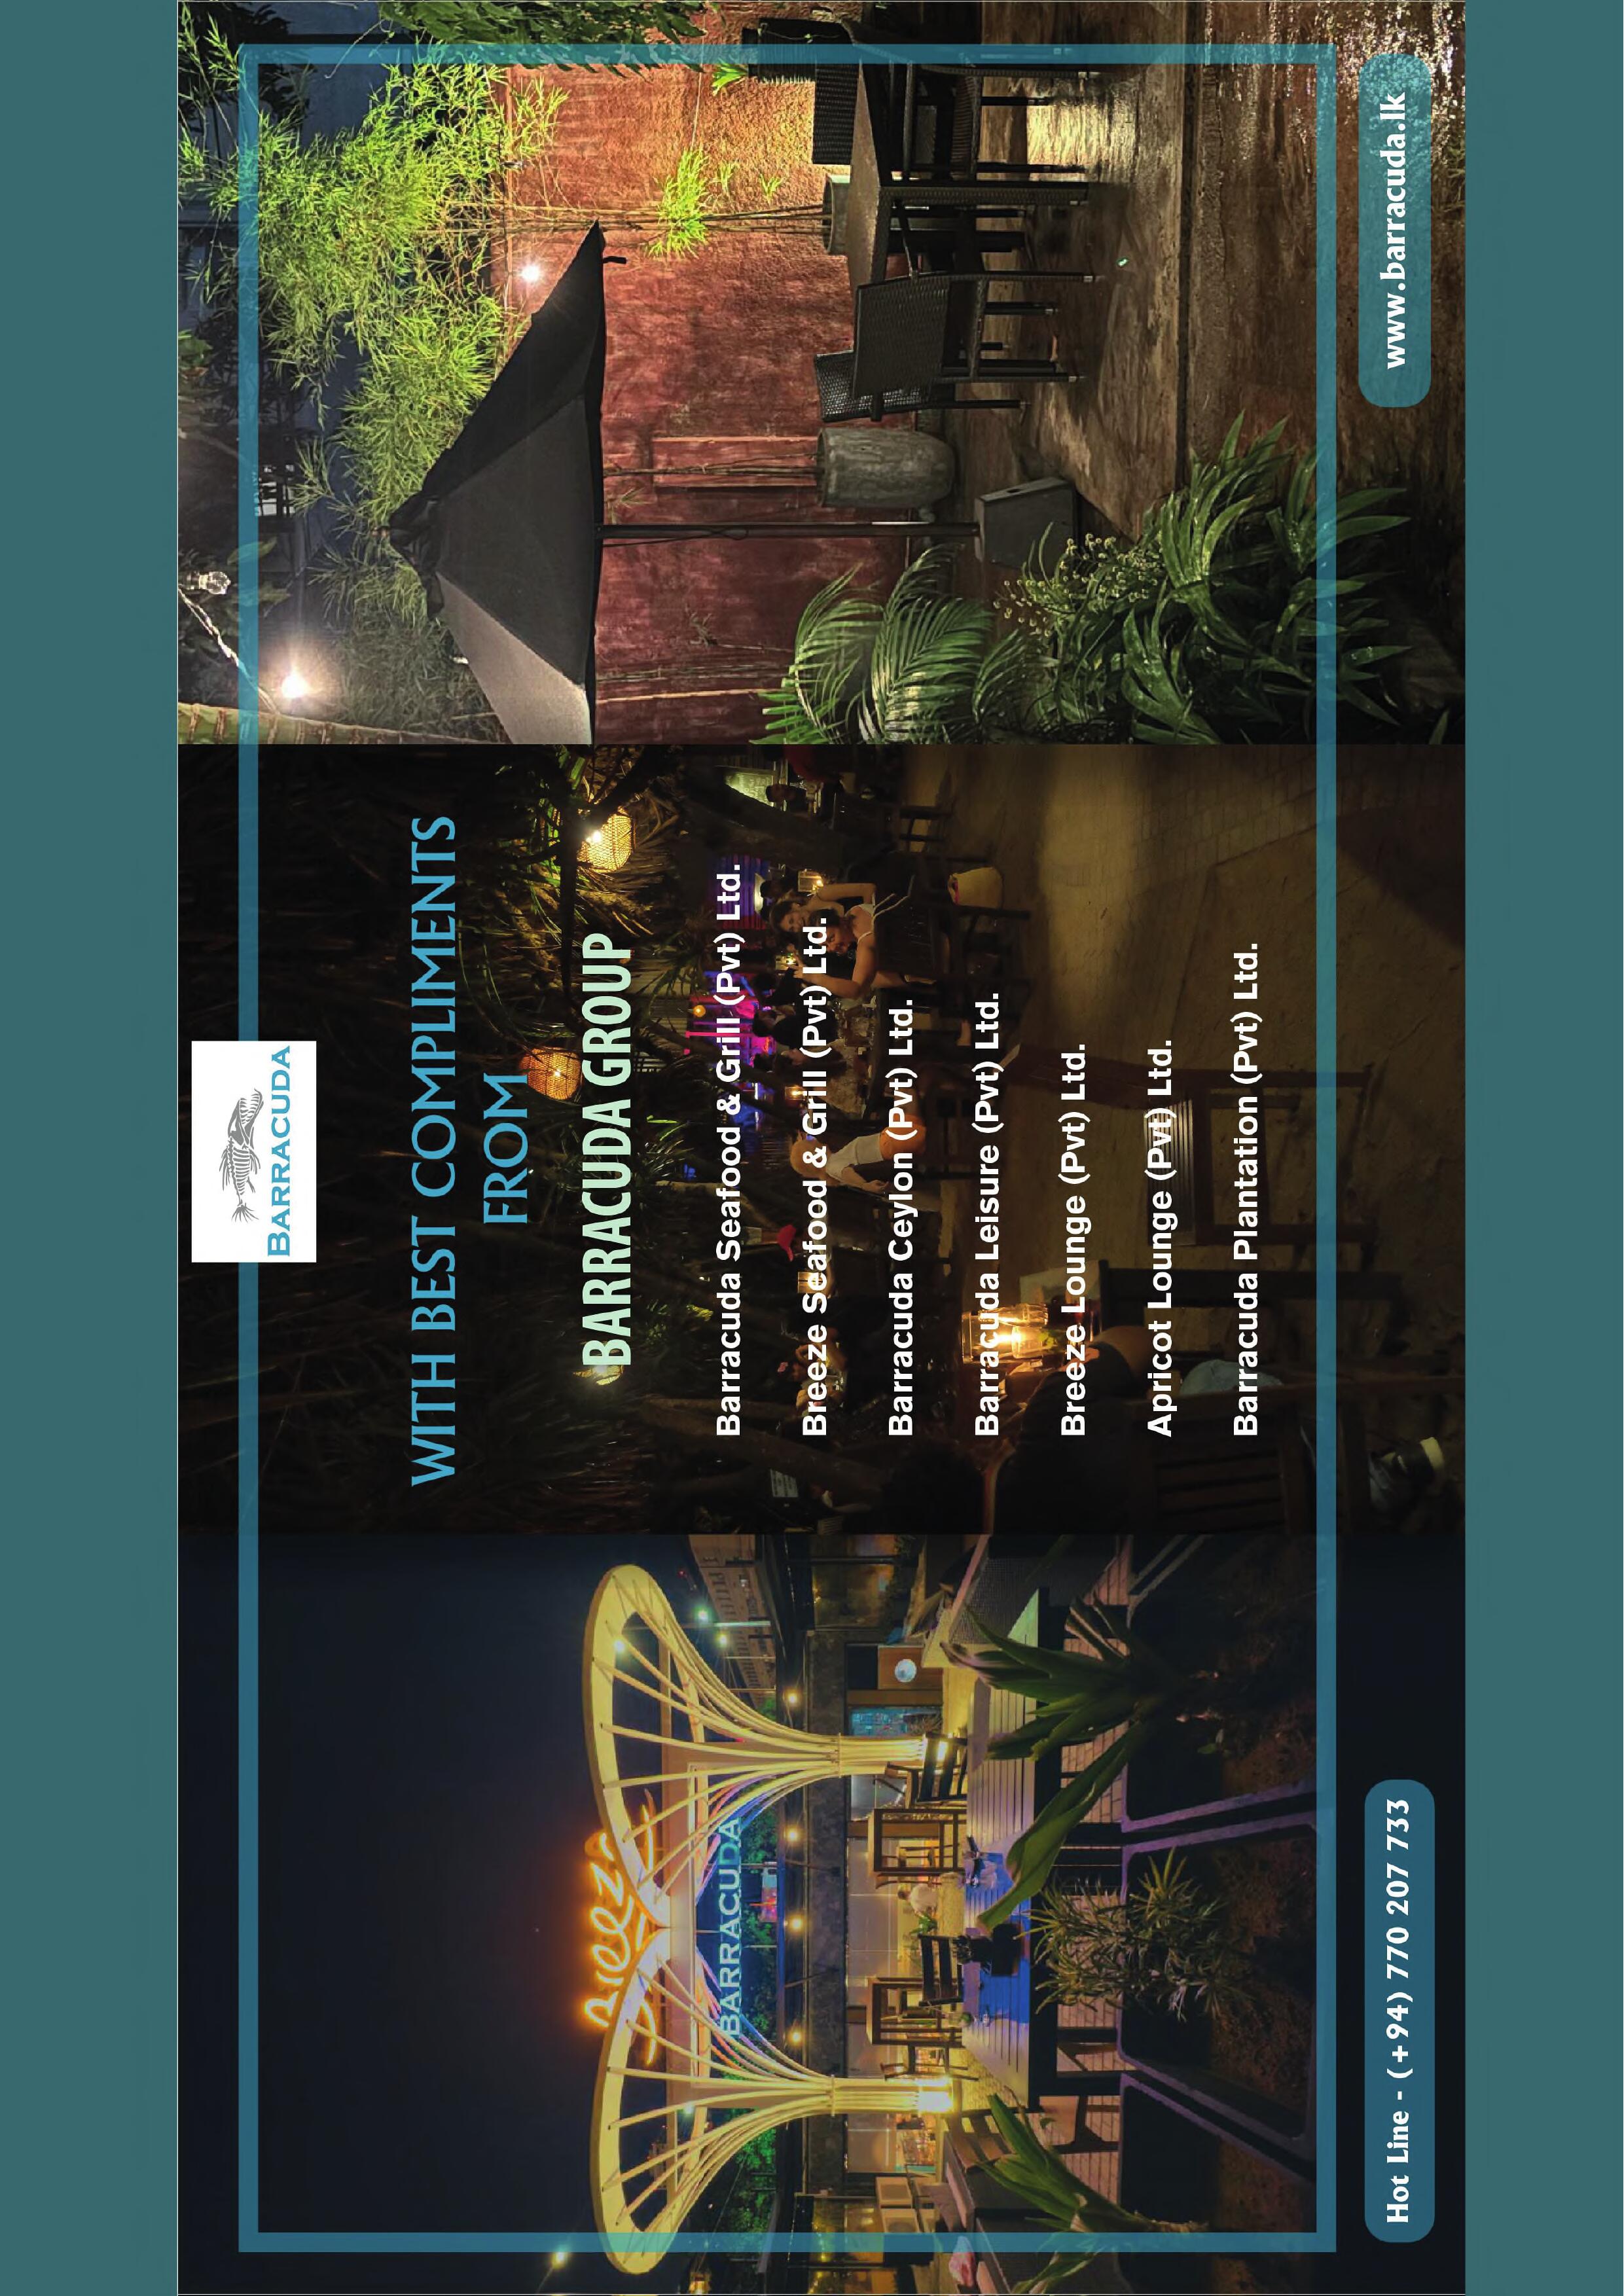 BARRACUDA
WITH BEST COMPLIMENTS
FROM
BARRACUDA GROUP
Barracuda Seafood & Grill (Pvt) Ltd.
Breeze Seafood & Grill (Pvt) Ltd.
Barracuda Ceylon (Pvt) Ltd.
Barracuda Leisure (Pvt) Ltd.
Breeze Lounge (Pvt) Ltd.
Apricot Lounge (Pvt) Ltd.
Barracuda Plantation (Pvt) Ltd.
Breeze
BARRACUDA
Hot Line - (+94) 770 207 733
www.barracuda.lk